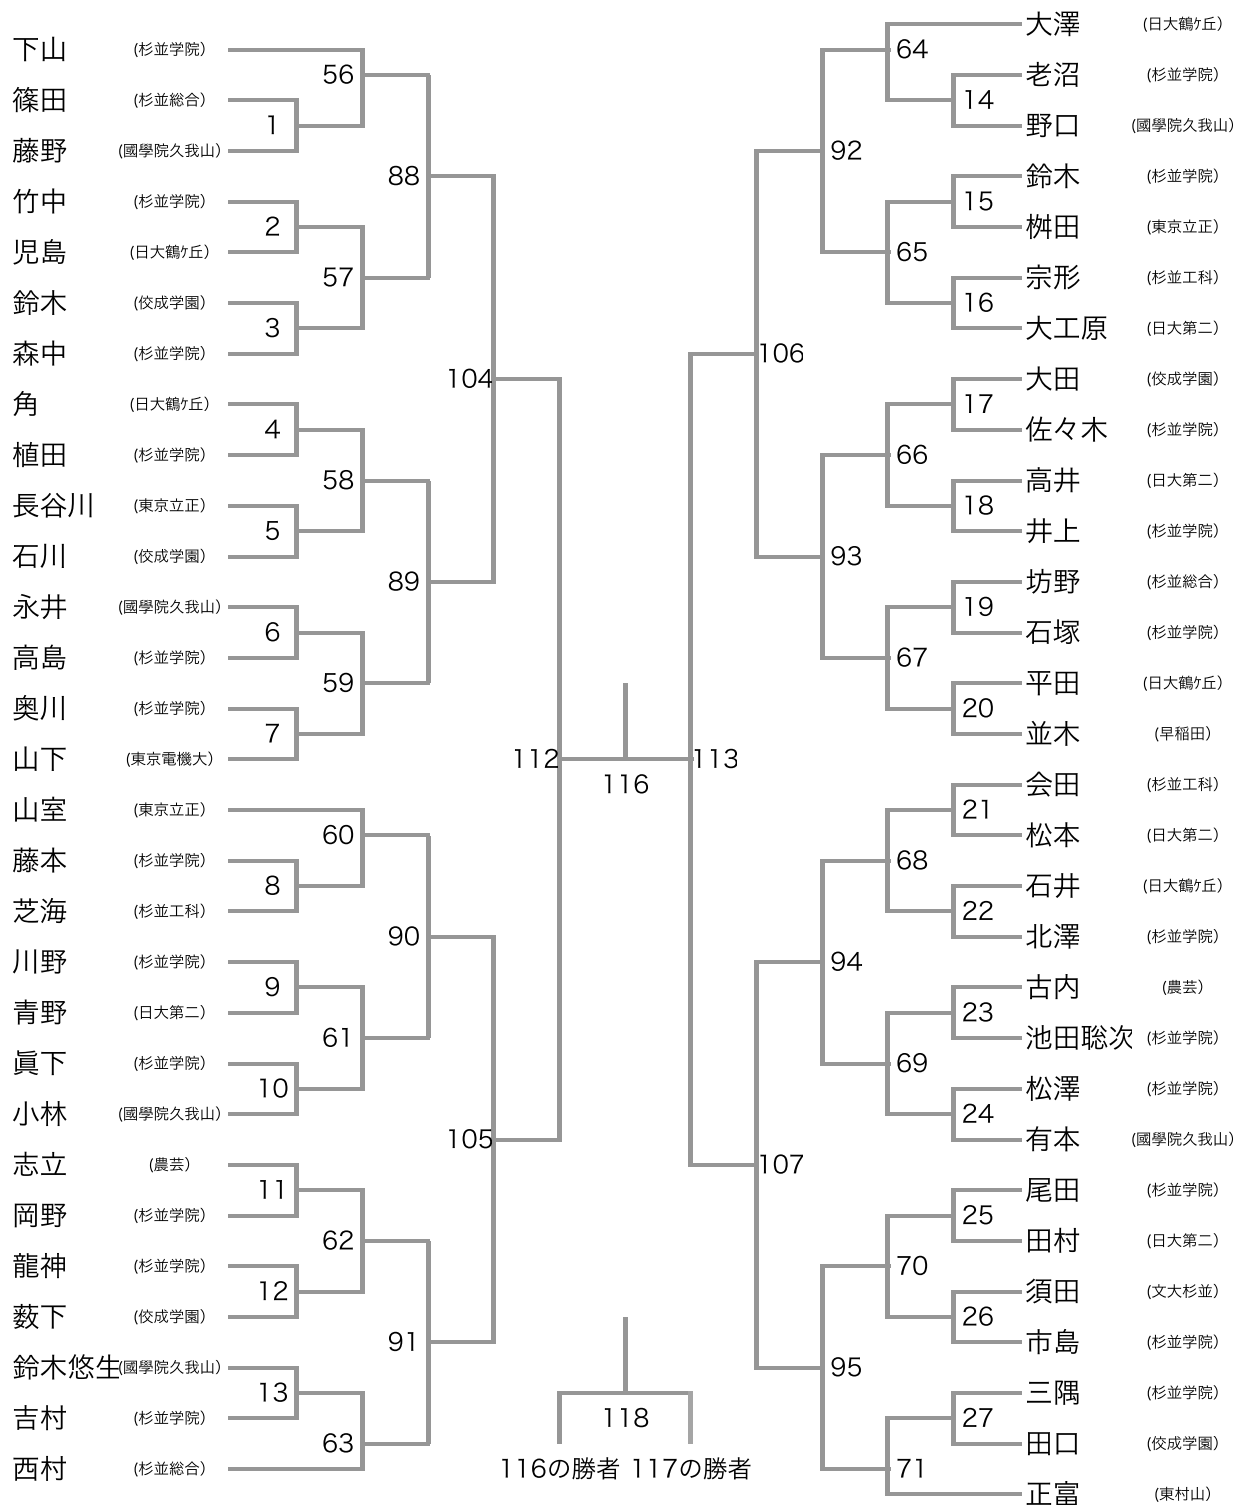 下山 (杉並学院)
56
篠田 (杉並総合)
1
藤野 (國學院久我山)
88
竹中 (杉並学院)
2
児島 (日大鶴ケ丘)
57
鈴木 (佼成学園)
3
森中 (杉並学院)
104
角 (日大鶴ケ丘)
4
植田 (杉並学院)
58
長谷川 (東京立正)
5
石川 (佼成学園)
89
永井 (國學院久我山)
6
高島 (杉並学院)
59
奥川 (杉並学院)
7
山下 (東京電機大)
112
山室 (東京立正)
60
藤本 (杉並学院)
8
芝海 (杉並工科)
90
川野 (杉並学院)
9
青野 (日大第二)
61
眞下 (杉並学院)
10
小林 (國學院久我山)
105
志立 (農芸)
11
岡野 (杉並学院)
62
龍神 (杉並学院)
12
薮下 (佼成学園)
91
鈴木悠生(國學院久我山)
13
吉村 (杉並学院)
63
西村 (杉並総合)
116
118
116の勝者 117の勝者
大澤 (日大鶴ケ丘)
64
老沼 (杉並学院)
14
野口 (國學院久我山)
92
鈴木 (杉並学院)
15
桝田 (東京立正)
65
宗形 (杉並工科)
16
大工原 (日大第二)
106
大田 (佼成学園)
17
佐々木 (杉並学院)
66
高井 (日大第二)
18
井上 (杉並学院)
93
坊野 (杉並総合)
19
石塚 (杉並学院)
67
平田 (日大鶴ケ丘)
20
並木 (早稲田)
113
会田 (杉並工科)
21
松本 (日大第二)
68
石井 (日大鶴ケ丘)
22
北澤 (杉並学院)
94
古内 (農芸)
23
池田聡次 (杉並学院)
69
松澤 (杉並学院)
24
有本 (國學院久我山)
107
尾田 (杉並学院)
25
田村 (日大第二)
70
須田 (文大杉並)
26
市島 (杉並学院)
95
三隅 (杉並学院)
27
田口 (佼成学園)
71
正富 (東村山)